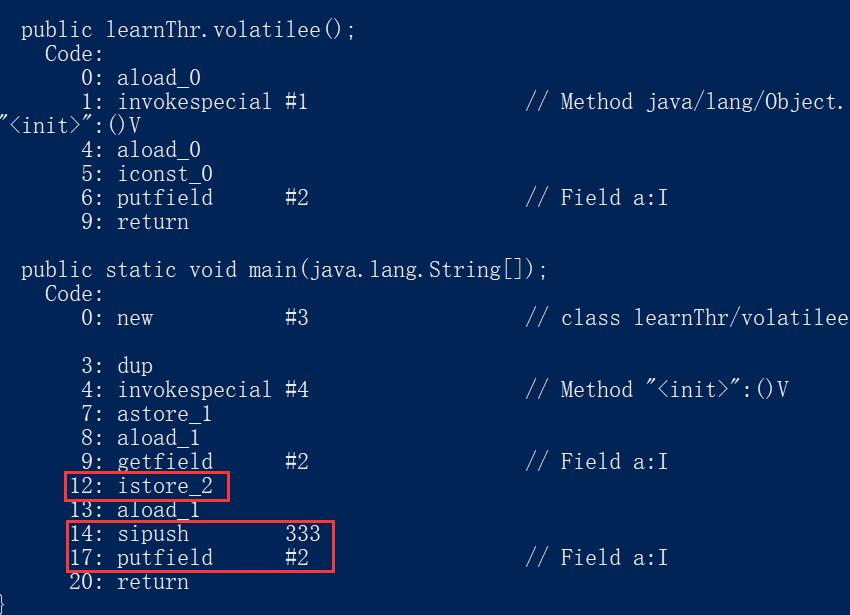 public learnThr.volatilee();
Code:
0: aload_0
1: invokespecial #1 // Method java/lang/Object.
"<init>":()V
4: aload_0
5: iconst_0
6: putfield #2 // Field a:I
9: return
public static void main(java.lang.String[]);
Code:
0: new #3 // class learnThr/volatilee
3: dup
4: invokespecial #4 // Method "<init>":()V
7: astore_1
8: aload_1
9: getfield #2 // Field a:I
12: istore_2
13: aload_1
14: sipush 333
17: putfield #2 // Field a:I
20: return
}